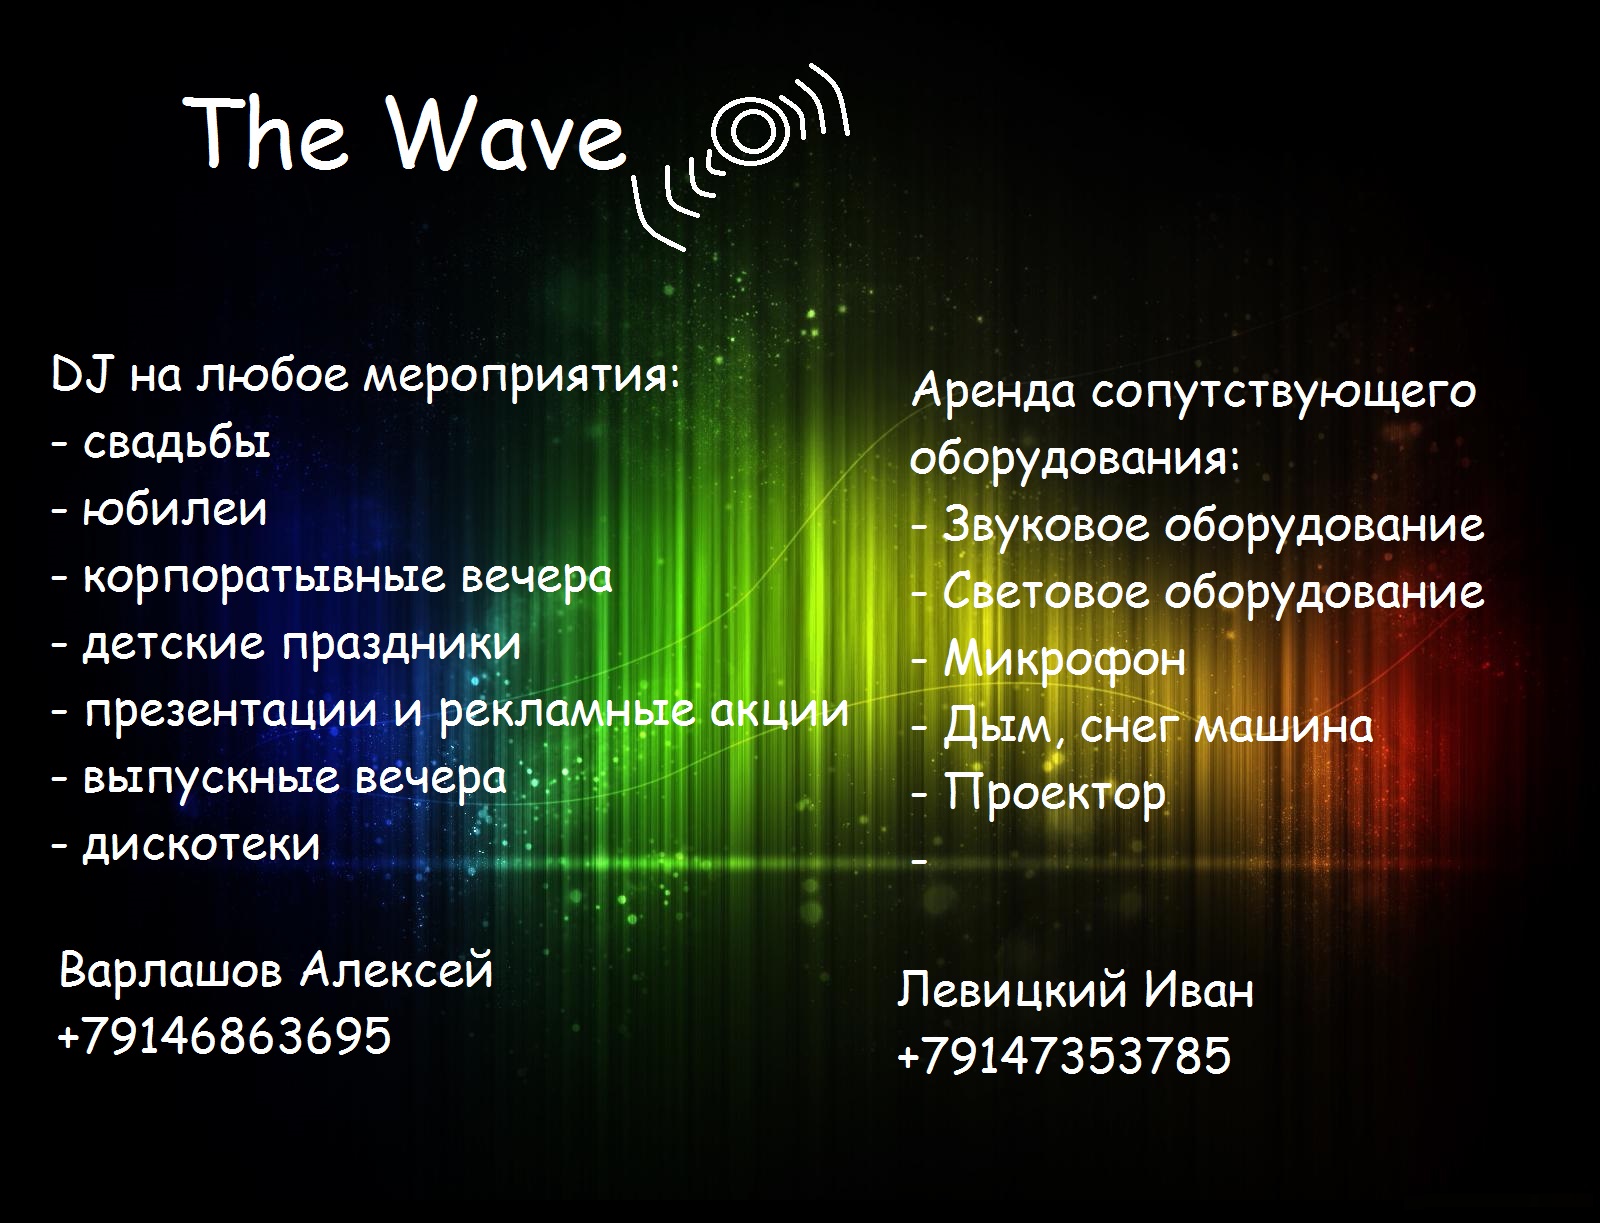 The Wave
DJ на любое мероприятия:
- свадьбы
- юбилеи
- корпоратывные вечера
- детские праздники
- презентации и рекламные акции
- выпускные вечера
- дискотеки
Варлашов Алексей
+79146863695
Аренда сопутствующего
оборудования:
- Звуковое оборудование
- Световое оборудование
- Микрофон
- Дым, снег машина
- Проектор
-
Левицкий Иван
+79147353785